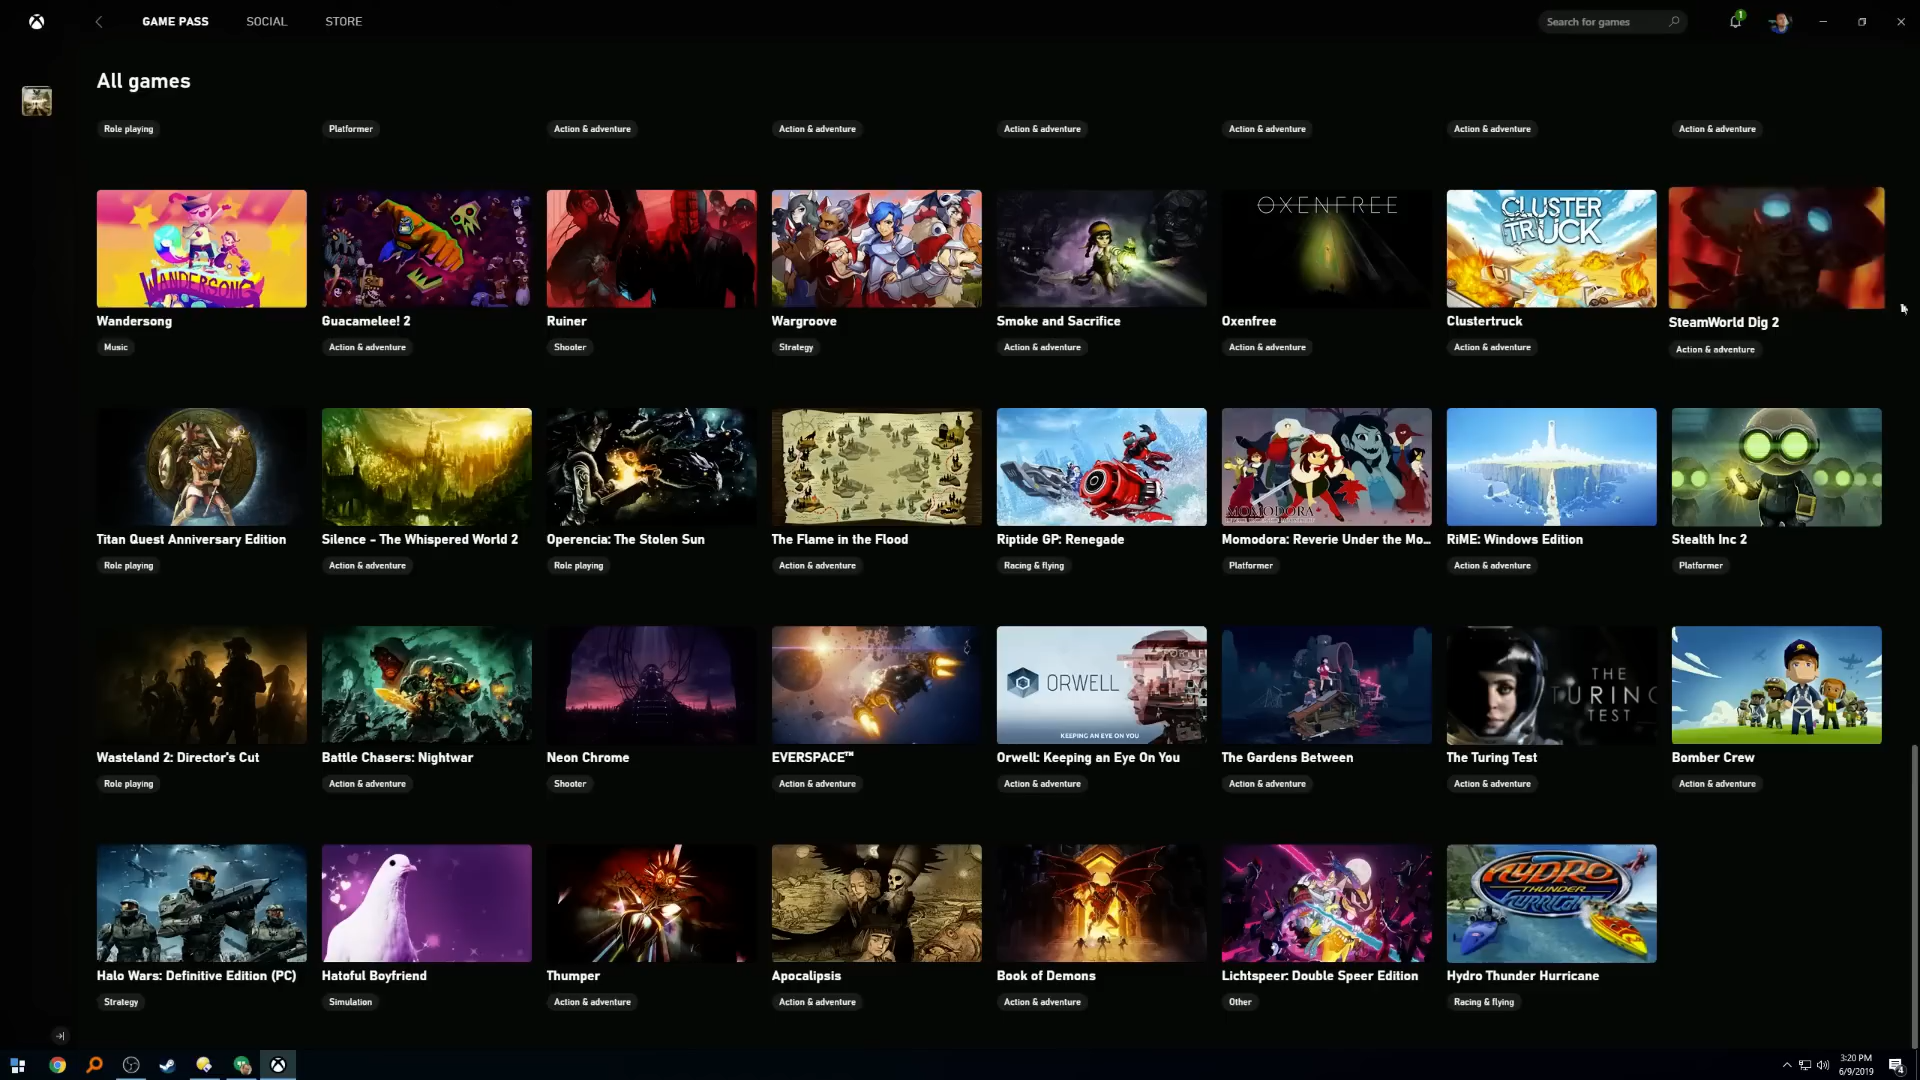 GAME PASS
SOCIAL
STORE
Search for games
1
All games
Role playing
Platformer
Action & adventure
Action & adventure
Action & adventure
Action & adventure
Action & adventure
Action & adventure
WANDERSONG
OXENFREE
CLUSTER
TRUCK
Wandersong
Guacamelee! 2
Ruiner
Wargroove
Smoke and Sacrifice
Oxenfree
Clustertruck
SteamWorld Dig 2
Music
Action & adventure
Shooter
Strategy
Action & adventure
Action & adventure
Action & adventure
Action & adventure
MOMODORA
Titan Quest Anniversary Edition
Silence - The Whispered World 2
Operencia: The Stolen Sun
The Flame in the Flood
Riptide GP: Renegade
Momodora: Reverie Under the Mo...
RiME: Windows Edition
Stealth Inc 2
Role playing
Action & adventure
Role playing
Action & adventure
Racing & flying
Platformer
Action & adventure
Platformer
ORWELL
KEEPING AN EYE ON YOU
THE
TURING
TEST
Wasteland 2: Director's Cut
Battle Chasers: Nightwar
Neon Chrome
EVERSPACE™
Orwell: Keeping an Eye On You
The Gardens Between
The Turing Test
Bomber Crew
Role playing
Action & adventure
Shooter
Action & adventure
Action & adventure
Action & adventure
Action & adventure
Action & adventure
HYDRO
THUNDER
HURRICANE
Halo Wars: Definitive Edition (PC)
Hatoful Boyfriend
Thumper
Apocalipsis
Book of Demons
Lichtspeer: Double Speer Edition
Hydro Thunder Hurricane
Strategy
Simulation
Action & adventure
Action & adventure
Action & adventure
Other
Racing & flying
3:20 PM
6/9/2019
4